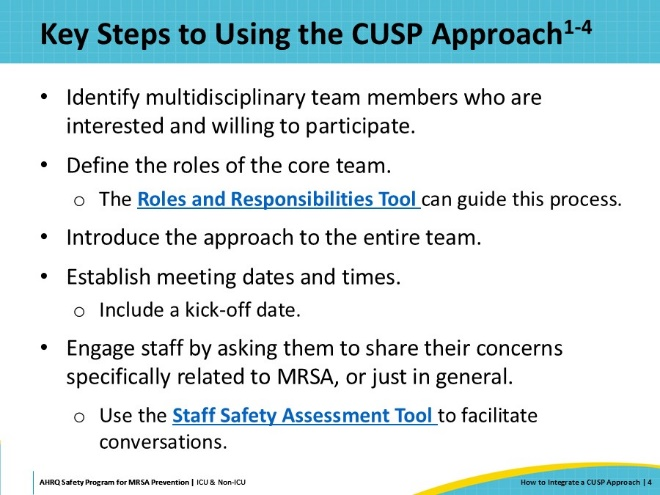 Key Steps to Using the CUSP Approach1-4
• Identify multidisciplinary team members who are
interested and willing to participate.
• Define the roles of the core team.
o The Roles and Responsibilities Tool can guide this process.
• Introduce the approach to the entire team.
• Establish meeting dates and times.
o Include a kick-off date.
• Engage staff by asking them to share their concerns
specifically related to MRSA, or just in general.
o Use the Staff Safety Assessment Tool to facilitate
conversations.
AHRQ Safety Program for MRSA Prevention | ICU & Non-ICU
How to Integrate a CUSP Approach | 4